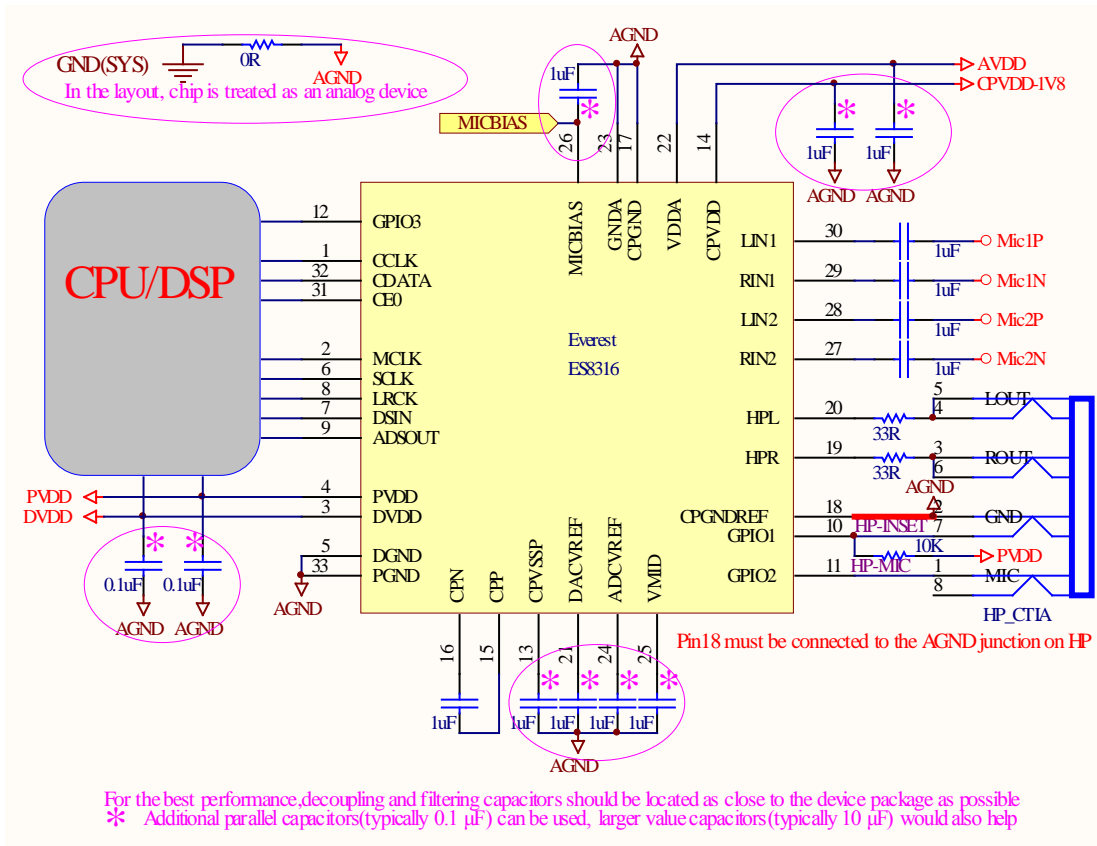 AGND
GND(SYS)
0R
AGND
In the layout, chip is treated as an analog device
1uF
*
MICBIAS
26
23
17
22
14
AVDD
CPVDD-1V8
*
*
1uF
1uF
AGND
AGND
CPU/DSP
12
GPIO3
1
CCLK
32
CDATA
31
CE0
2
MCLK
6
SCLK
8
LRCK
7
DSIN
9
ADSOUT
MICBIAS
GNDA
CPGND
VDDA
CPVDD
Everest
ES8316
LIN1
30
1uF
Mic1P
RIN1
29
1uF
Mic1N
LIN2
28
1uF
Mic2P
RIN2
27
1uF
Mic2N
HPL
20
33R
5
4
LOUT
HPR
19
33R
3
6
ROUT
AGND
CPGNDREF
18
2
GND
GPIO1
10
HP-INSET
7
10K
PVDD
HP-MIC
GPIO2
11
1
MIC
8
HP_CTIA
PVDD
4
PVDD
DVDD
3
DVDD
5
DGND
33
PGND
AGND
*
*
0.1uF
0.1uF
AGND
AGND
CPN
CPP
CPVSSP
DACVREF
ADCVREF
VMID
Pin18 must be connected to the AGND junction on HP
16
15
13
21
24
25
*
*
*
*
1uF
1uF
1uF
1uF
1uF
AGND
For the best performance,decoupling and filtering capacitors should be located as close to the device package as possible
* Additional parallel capacitors(typically 0.1 µF) can be used, larger value capacitors(typically 10 µF) would also help